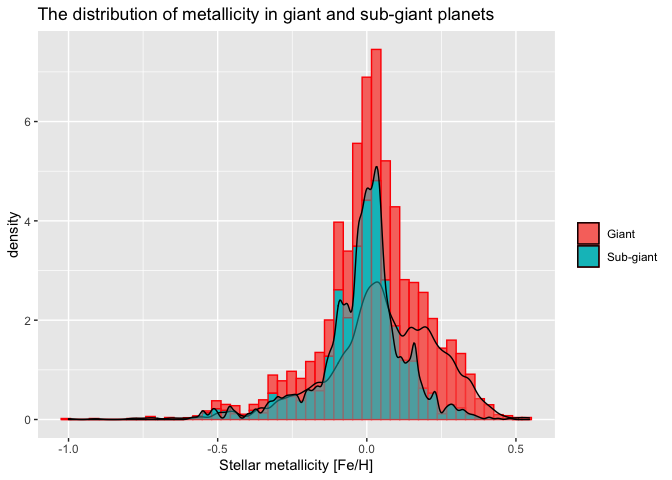 The distribution of metallicity in giant and sub-giant planets
density
6
4
2
0
-1.0
-0.5
0.0
0.5
Stellar metallicity [Fe/H]
Giant
Sub-giant